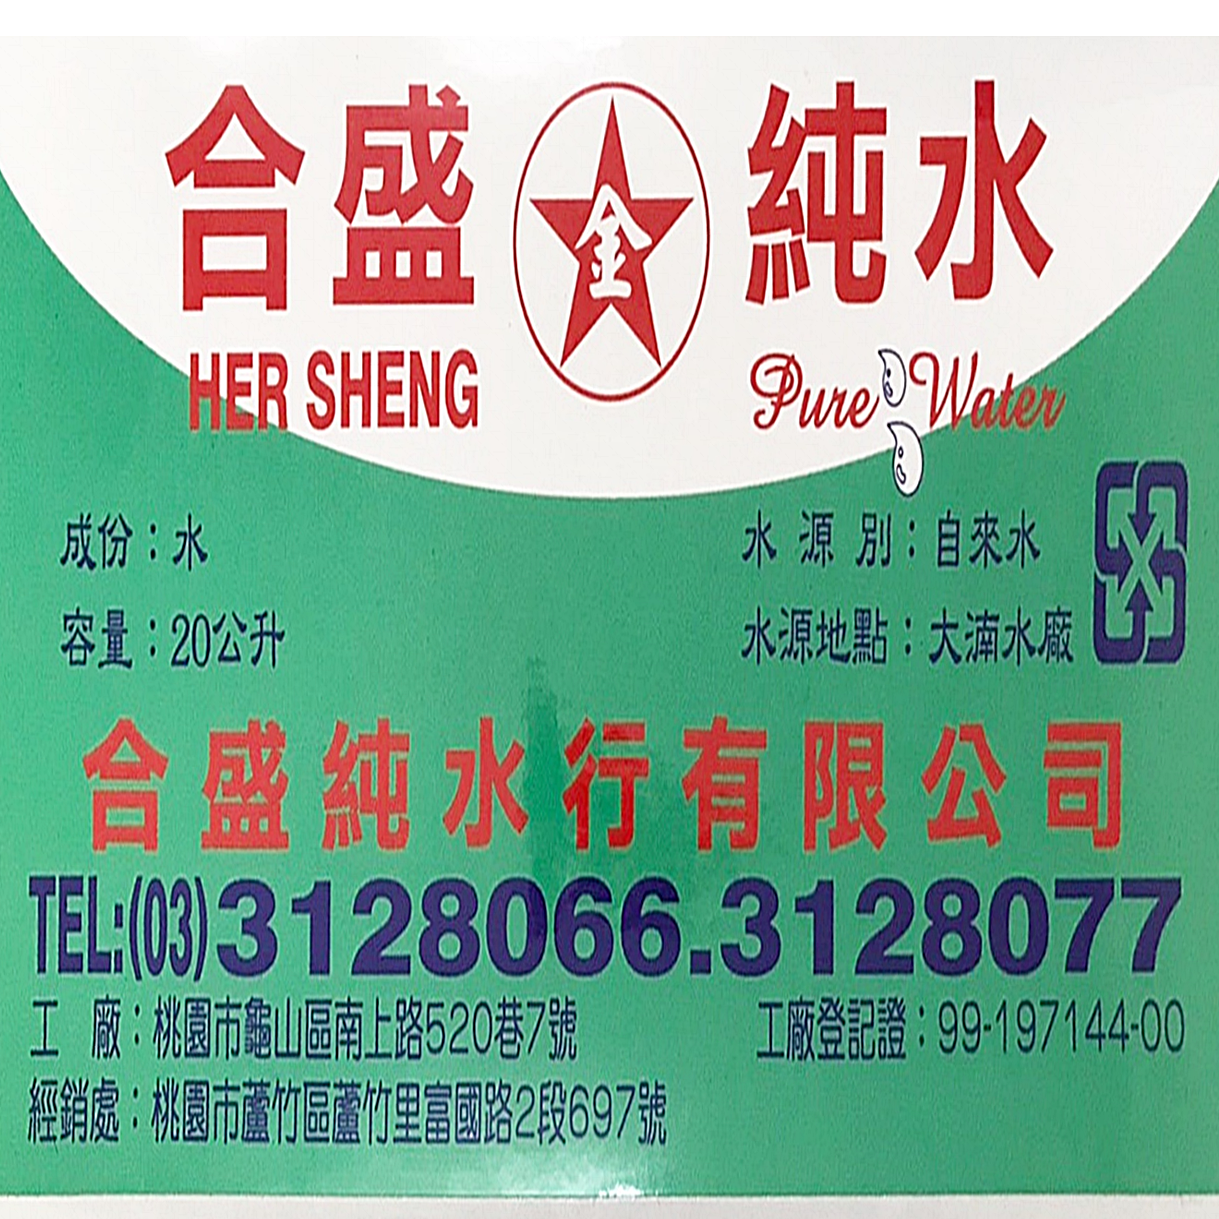 合盛 金 純水
HER SHENG Pure Water
成份：水
容量：20公升
水源別：自來水
水源地點：大湳水廠
合盛純水行有限公司
TEL:(03)3128066.3128077
工　廠：桃園市龜山區南上路520巷7號
工廠登記證：99-197144-00
經銷處：桃園市蘆竹區蘆竹里富國路2段697號